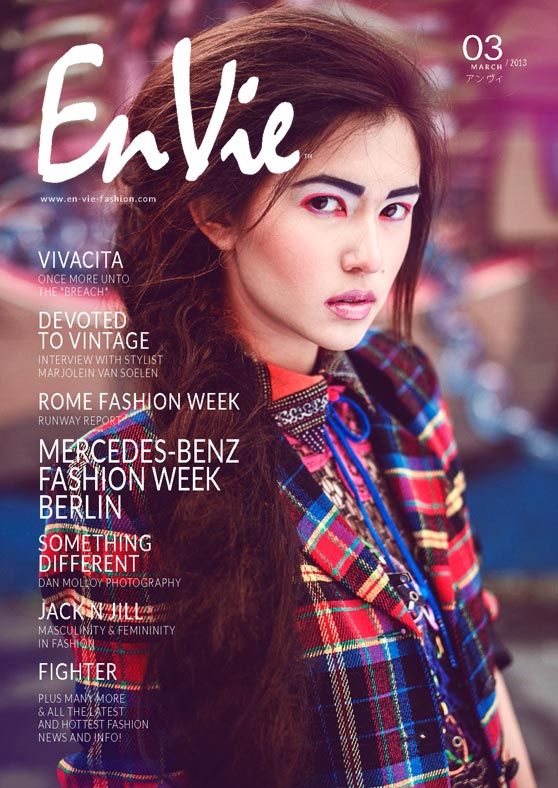 EnVie™
03
MARCH / 2013
アン ヴィ
www.en-vie-fashion.com
VIVACITA
ONCE MORE UNTO
THE "BREACH"
DEVOTED
TO VINTAGE
INTERVIEW WITH STYLIST
MARJOLEIN VAN SOELEN
ROME FASHION WEEK
RUNWAY REPORT
MERCEDES-BENZ
FASHION WEEK
BERLIN
SOMETHING
DIFFERENT
DAN MOLLOY PHOTOGRAPHY
JACK N JILL
MASCULINITY & FEMININITY
IN FASHION
FIGHTER
PLUS MANY MORE
& ALL THE LATEST
AND HOTTEST FASHION
NEWS AND INFO!